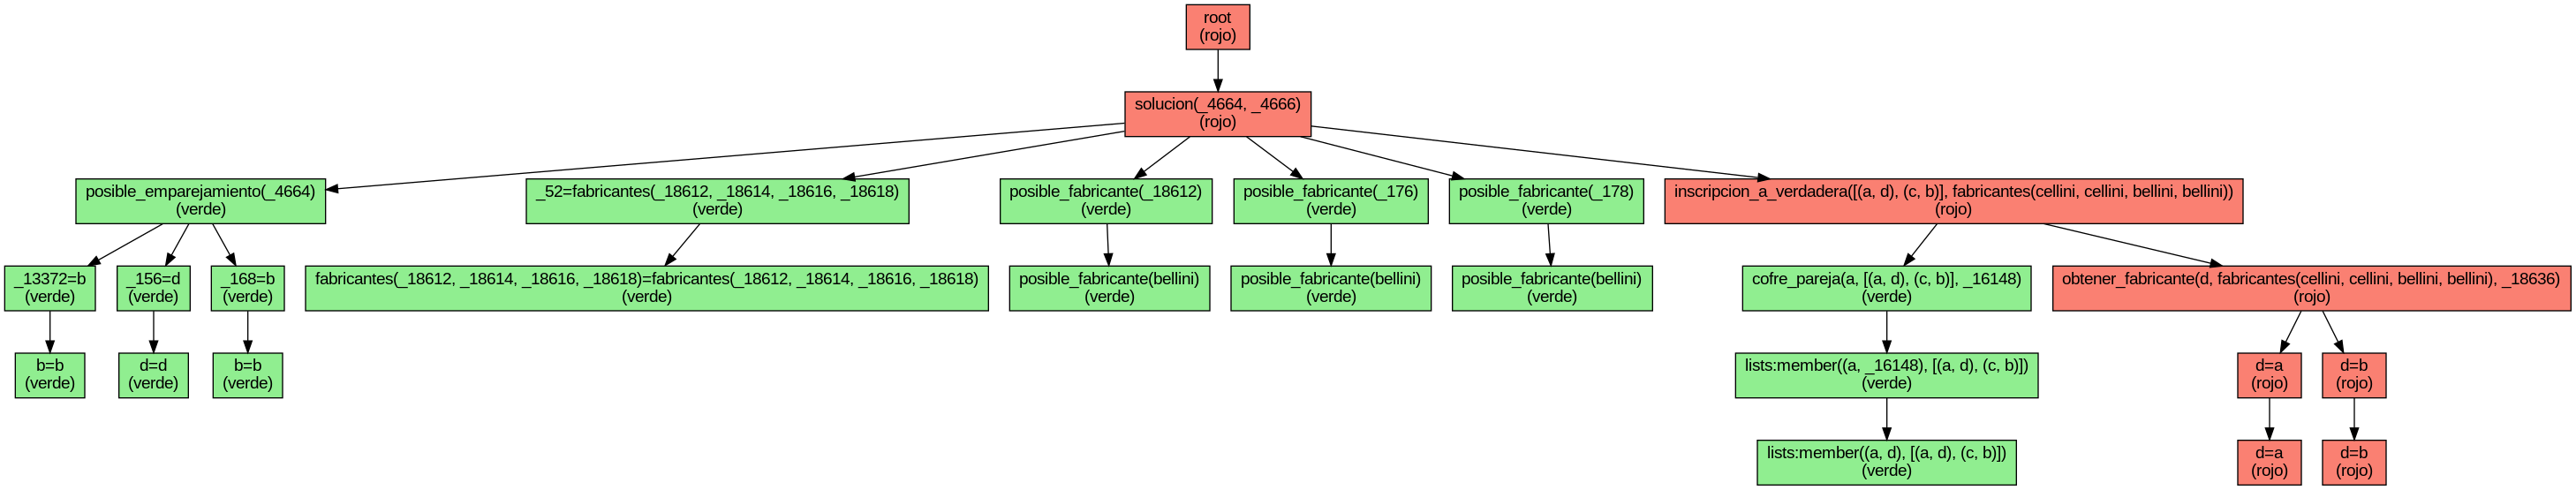 root
(rojo)
solucion(_4664, _4666)
(rojo)
posible_emparejamiento(_4664)
(verde)
_52=fabricantes(_18612, _18614, _18616, _18618)
(verde)
posible_fabricante(_18612)
(verde)
posible_fabricante(_176)
(verde)
posible_fabricante(_178)
(verde)
inscripcion_a_verdadera([(a, d), (c, b)], fabricantes(cellini, cellini, bellini, bellini))
(rojo)
_13372=b
(verde)
_156=d
(verde)
_168=b
(verde)
fabricantes(_18612, _18614, _18616, _18618)=fabricantes(_18612, _18614, _18616, _18618)
(verde)
posible_fabricante(bellini)
(verde)
posible_fabricante(bellini)
(verde)
posible_fabricante(bellini)
(verde)
cofre_pareja(a, [(a, d), (c, b)], _16148)
(verde)
obtener_fabricante(d, fabricantes(cellini, cellini, bellini, bellini), _18636)
(rojo)
b=b
(verde)
d=d
(verde)
b=b
(verde)
lists:member((a, _16148), [(a, d), (c, b)])
(verde)
d=a
(rojo)
d=b
(rojo)
lists:member((a, d), [(a, d), (c, b)])
(verde)
d=a
(rojo)
d=b
(rojo)